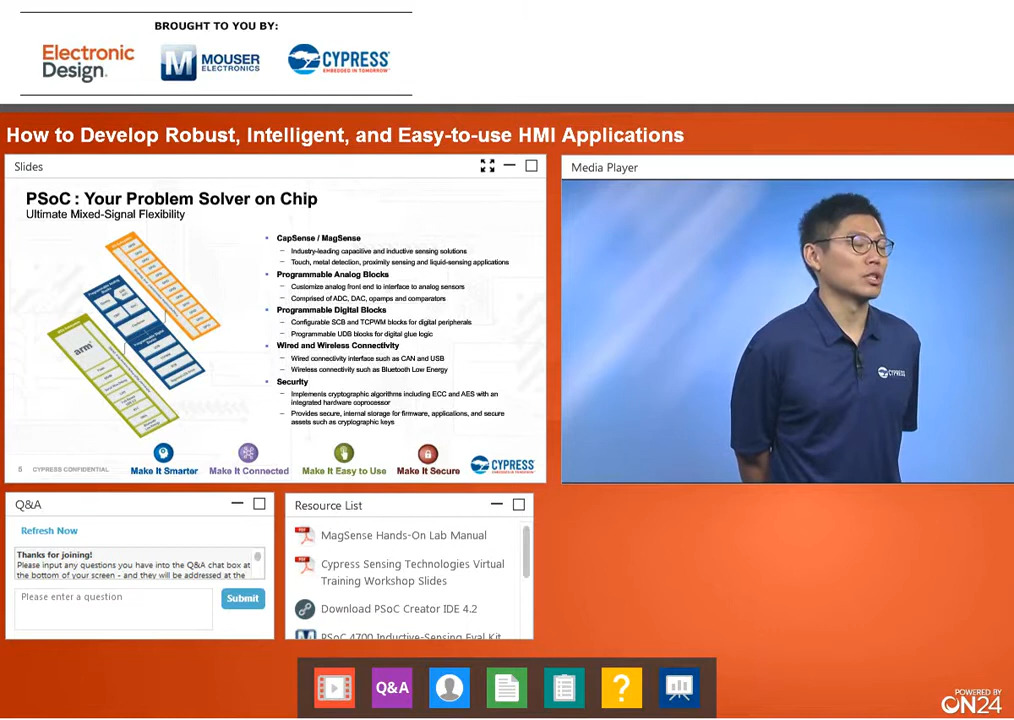 BROUGHT TO YOU BY:
Electronic
Design.
M MOUSER
ELECTRONICS
CYPRESS
EMBEDDED IN TOMORROW
How to Develop Robust, Intelligent, and Easy-to-use HMI Applications
Slides
PSoC : Your Problem Solver on Chip
Ultimate Mixed-Signal Flexibility
arm
• CapSense / MagSense
– Industry-leading capacitive and inductive sensing solutions
– Touch, metal detection, proximity sensing and liquid-sensing applications
• Programmable Analog Blocks
– Customize analog front end to interface to analog sensors
– Comprised of ADC, DAC, opamps and comparators
• Programmable Digital Blocks
– Configurable SCB and TCPWM blocks for digital peripherals
– Programmable UDB blocks for digital glue logic
• Wired and Wireless Connectivity
– Wired connectivity interface such as CAN and USB
– Wireless connectivity such as Bluetooth Low Energy
• Security
– Implements cryptographic algorithms including ECC and AES with an
integrated hardware coprocessor
– Provides secure, internal storage for firmware, applications, and secure
assets such as cryptographic keys
5 CYPRESS CONFIDENTIAL
Make It Smarter
Make It Connected
Make It Easy to Use
Make It Secure
CYPRESS
EMBEDDED IN TOMORROW
Media Player
CYPRESS
Q&A
Refresh Now
Thanks for joining!
Please input any questions you have into the Q&A chat box at
the bottom of your screen - and they will be addressed at the
Please enter a question
Submit
Resource List
MagSense Hands-On Lab Manual
Cypress Sensing Technologies Virtual
Training Workshop Slides
Download PSoC Creator IDE 4.2
PSoC 4700 Inductive-Sensing Eval Kit
Q&A
?
POWERED BY
ON24